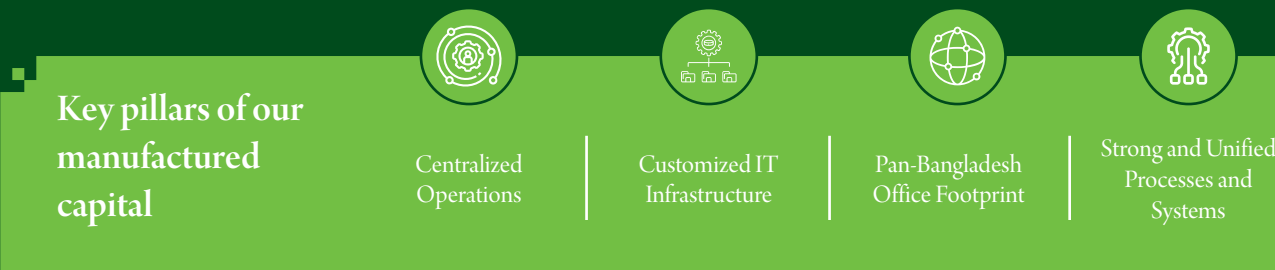 Key pillars of our
manufactured
capital
Centralized
Operations
Customized IT
Infrastructure
Pan-Bangladesh
Office Footprint
Strong and Unified
Processes and
Systems